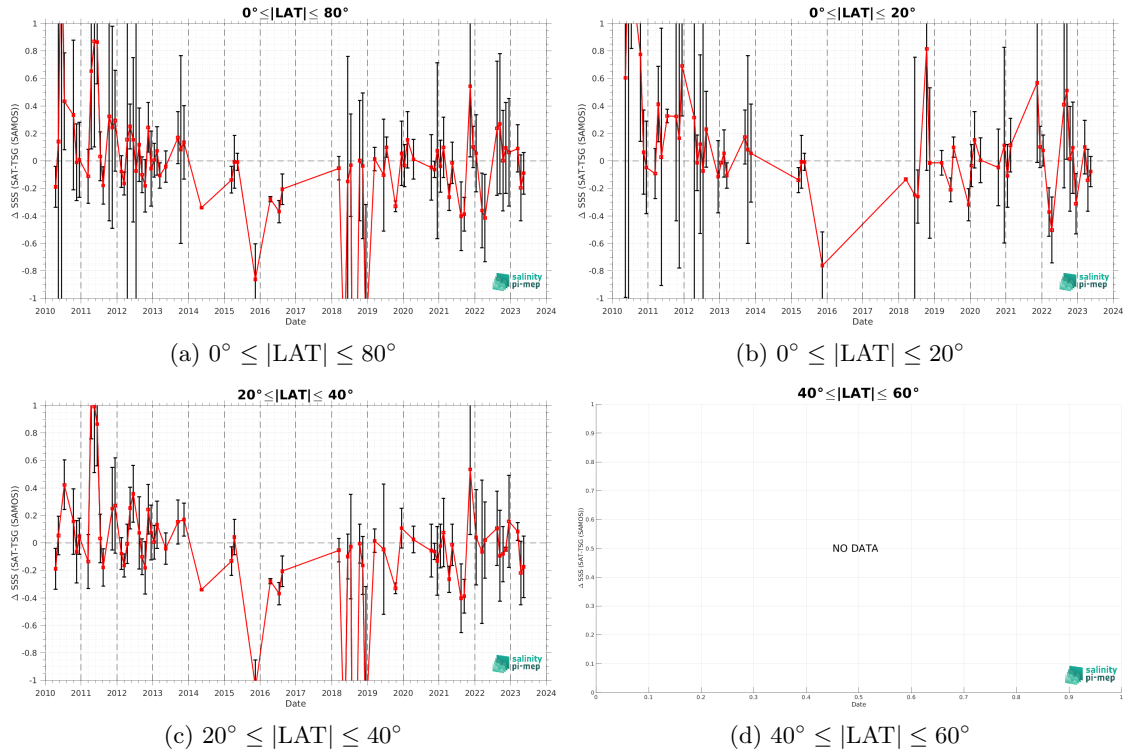 0°≤|LAT|≤ 80°
1
0.8
0.6
0.4
0.2
0
-0.2
-0.4
-0.6
-0.8
-1
Δ SSS (SAT-TSG (SAMOS))
2010 2011 2012 2013 2014 2015 2016 2017 2018 2019 2020 2021 2022 2023 2024
Date
salinity
pi-mep
(a) 0° ≤ |LAT| ≤ 80°
0°≤|LAT|≤ 20°
1
0.8
0.6
0.4
0.2
0
-0.2
-0.4
-0.6
-0.8
-1
Δ SSS (SAT-TSG (SAMOS))
2010 2011 2012 2013 2014 2015 2016 2017 2018 2019 2020 2021 2022 2023 2024
Date
salinity
pi-mep
(b) 0° ≤ |LAT| ≤ 20°
20°≤|LAT|≤ 40°
1
0.8
0.6
0.4
0.2
0
-0.2
-0.4
-0.6
-0.8
-1
Δ SSS (SAT-TSG (SAMOS))
2010 2011 2012 2013 2014 2015 2016 2017 2018 2019 2020 2021 2022 2023 2024
Date
salinity
pi-mep
(c) 20° ≤ |LAT| ≤ 40°
40°≤|LAT|≤ 60°
1
0.9
0.8
0.7
0.6
0.5
0.4
0.3
0.2
0.1
0
Δ SSS (SAT-TSG (SAMOS))
NO DATA
0 0.1 0.2 0.3 0.4 0.5 0.6 0.7 0.8 0.9 1
Date
salinity
pi-mep
(d) 40° ≤ |LAT| ≤ 60°